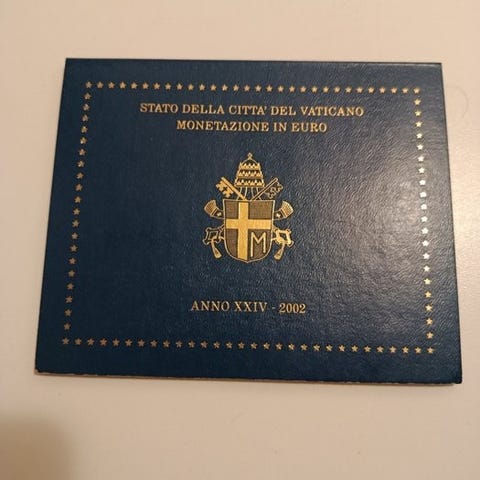 STATO DELLA CITTA' DEL VATICANO
MONETAZIONE IN EURO
M
ANNO XXIV - 2002